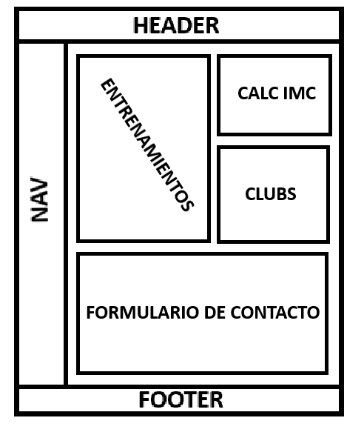 HEADER
NAV
ENTRENAMIENTOS
CALC IMC
CLUBS
FORMULARIO DE CONTACTO
FOOTER